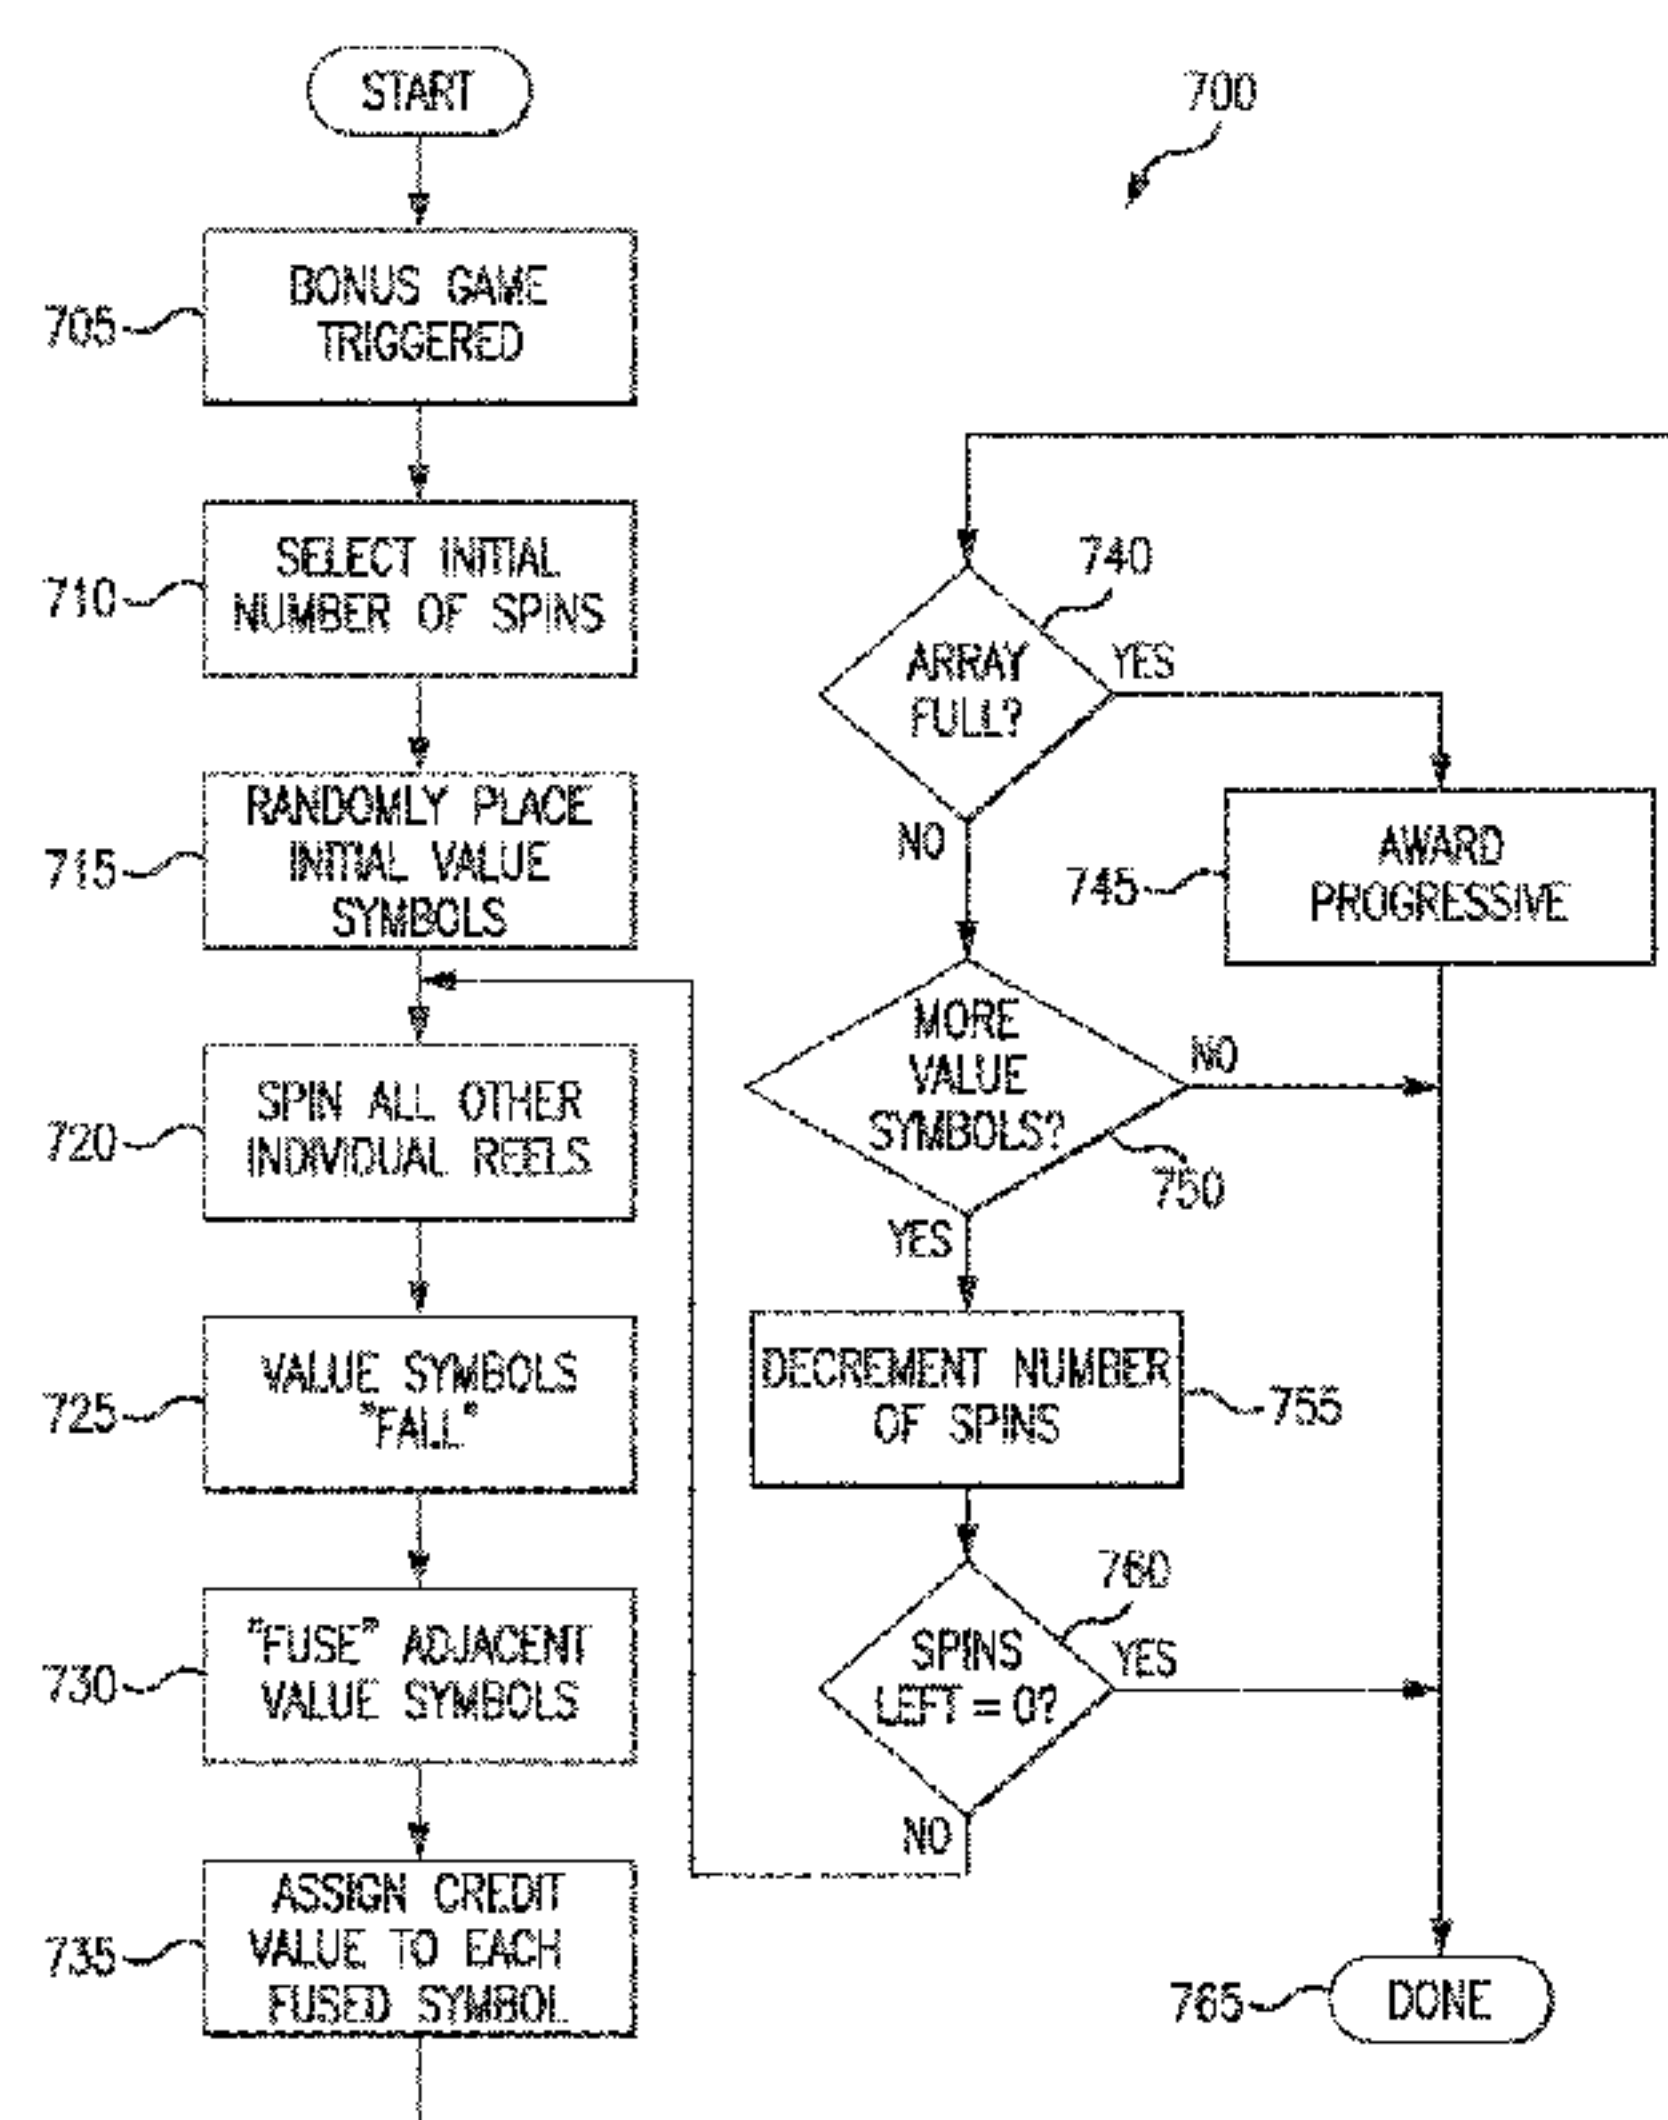 START
700
BONUS GAME
TRIGGERED
705
SELECT INITIAL
NUMBER OF SPINS
710
RANDOMLY PLACE
INITIAL VALUE
SYMBOLS
715
SPIN ALL OTHER
INDIVIDUAL REELS
720
VALUE SYMBOLS
"FALL"
725
"FUSE" ADJACENT
VALUE SYMBOLS
730
ASSIGN CREDIT
VALUE TO EACH
FUSED SYMBOL
735
740
ARRAY
FULL?
YES
NO
AWARD
PROGRESSIVE
745
MORE
VALUE
SYMBOLS?
NO
750
YES
DECREMENT NUMBER
OF SPINS
755
760
SPINS
LEFT = 0?
YES
NO
DONE
765